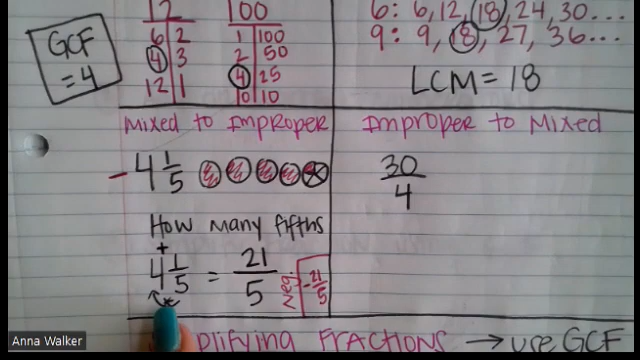 12
6 2
4 3
12 1
GCF
= 4
100
1 100
2 50
4 25
10 10
6: 6, 12, 18, 24, 30...
9: 9, 18, 27, 36...
LCM = 18
Mixed to Improper
- 4 1/5
How many fifths
+
4 1/5 = 21/5
Neg.
- 21/5
Improper to Mixed
30/4
plifying Fractions → use GCF
Anna Walker